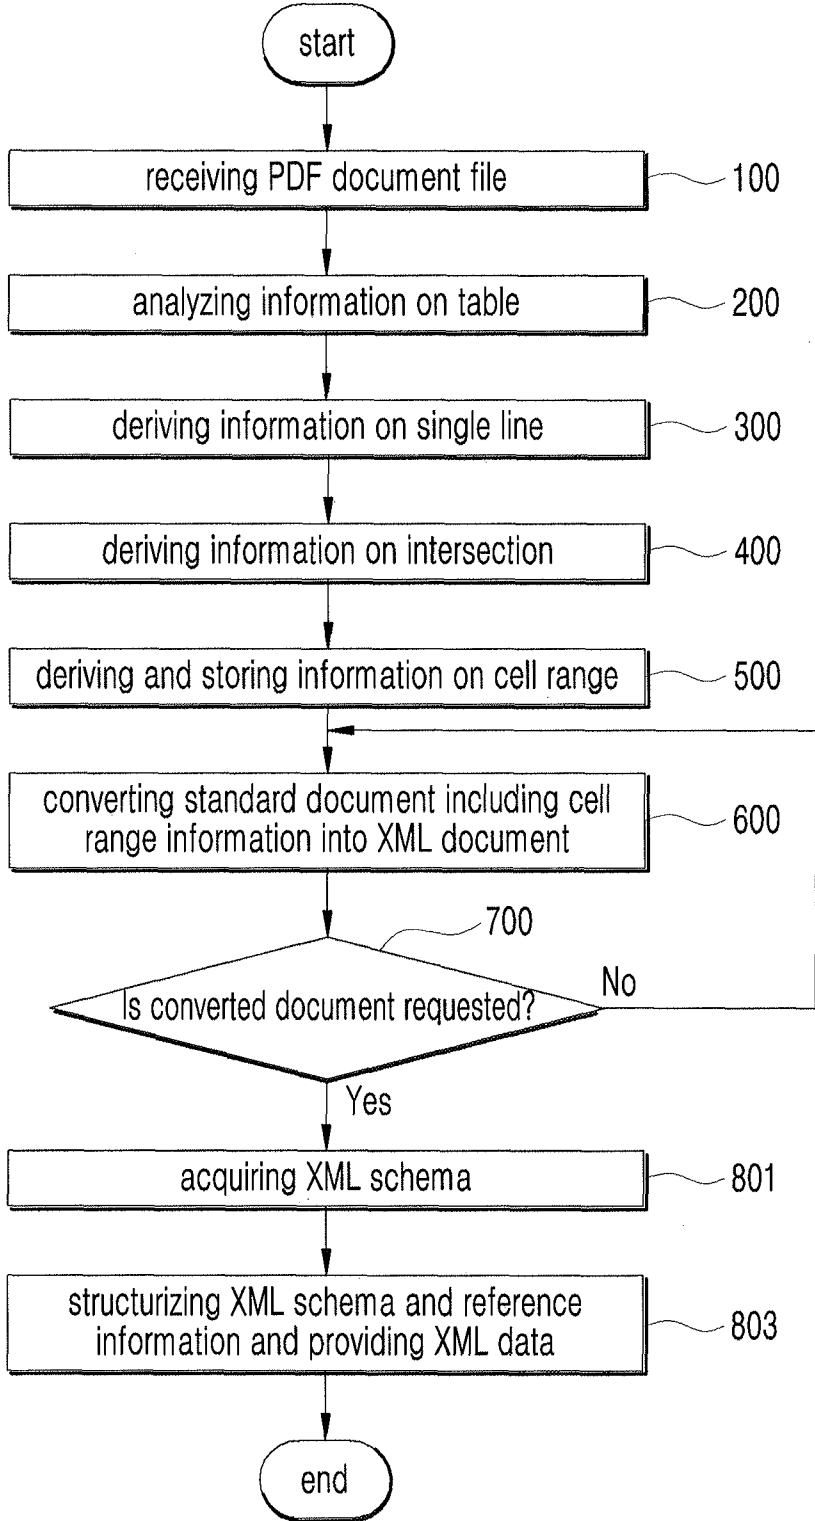 start
receiving PDF document file
100
analyzing information on table
200
deriving information on single line
300
deriving information on intersection
400
deriving and storing information on cell range
500
converting standard document including cell
range information into XML document
600
700
Is converted document requested?
No
Yes
acquiring XML schema
801
structurizing XML schema and reference
information and providing XML data
803
end